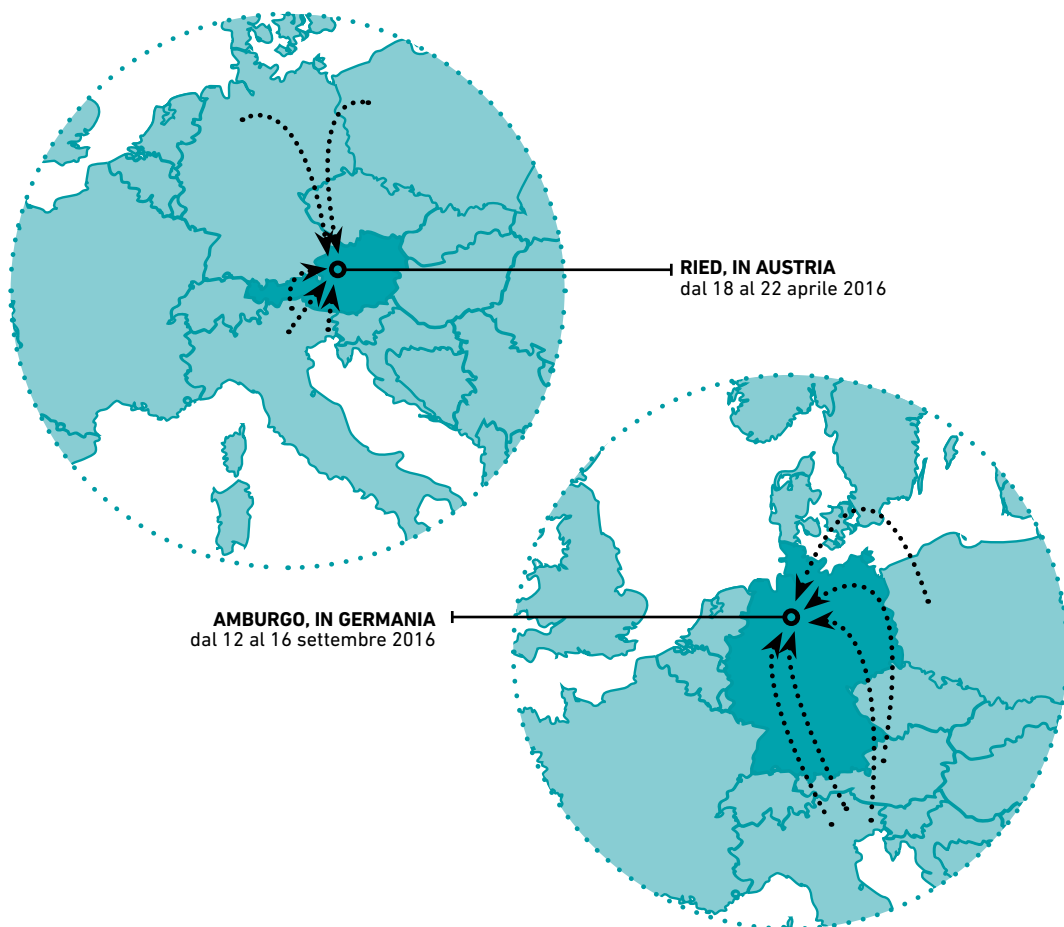 RIED, IN AUSTRIA
dal 18 al 22 aprile 2016
AMBURGO, IN GERMANIA
dal 12 al 16 settembre 2016